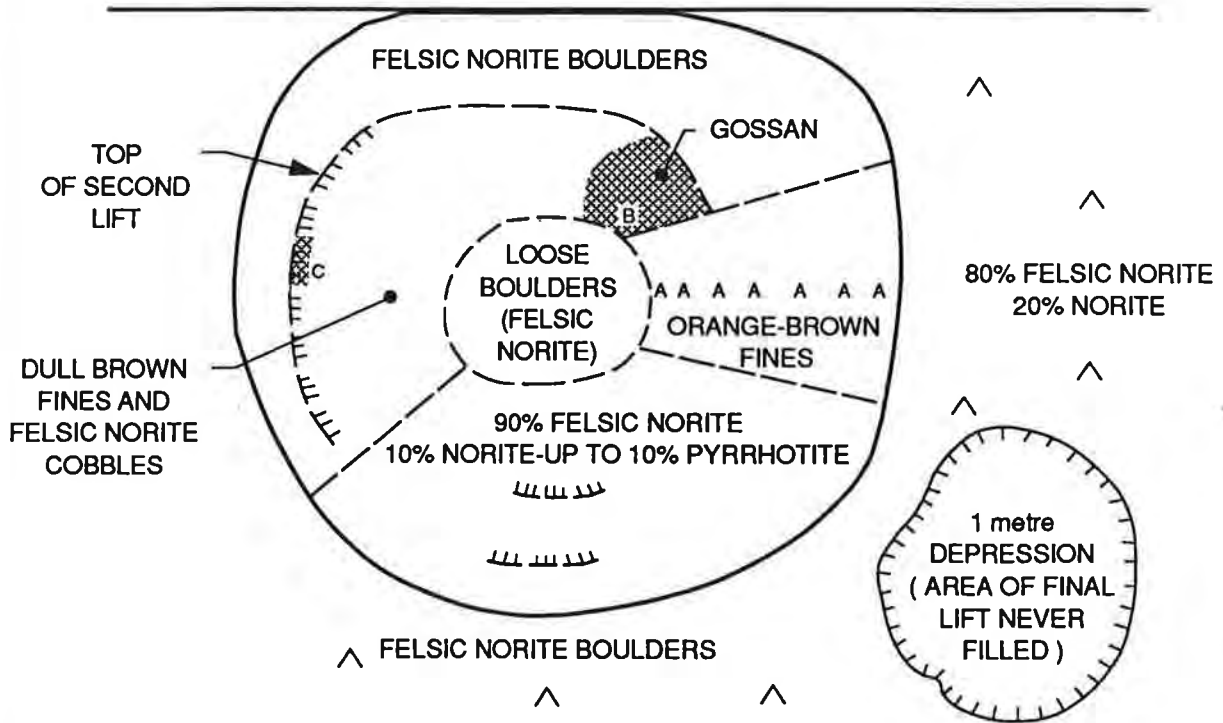 FELSIC NORITE BOULDERS
GOSSAN
TOP
OF SECOND
LIFT
B
C
LOOSE
BOULDERS
(FELSIC
NORITE)
A A A A A A A
ORANGE-BROWN
FINES
80% FELSIC NORITE
20% NORITE
DULL BROWN
FINES AND
FELSIC NORITE
COBBLES
90% FELSIC NORITE
10% NORITE-UP TO 10% PYRRHOTITE
1 metre
DEPRESSION
( AREA OF FINAL
LIFT NEVER
FILLED )
FELSIC NORITE BOULDERS